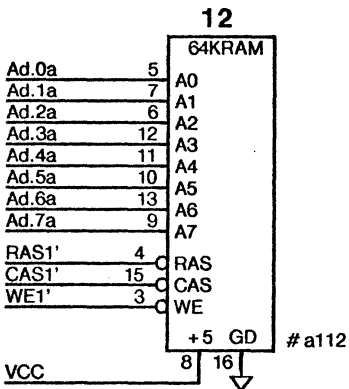 12
64KRAM
Ad.0a 5 A0
Ad.1a 7 A1
Ad.2a 6 A2
Ad.3a 12 A3
Ad.4a 11 A4
Ad.5a 10 A5
Ad.6a 13 A6
Ad.7a 9 A7
RAS1' 4 RAS
CAS1' 15 CAS
WE1' 3 WE
+5 GD #a112
8 16
VCC